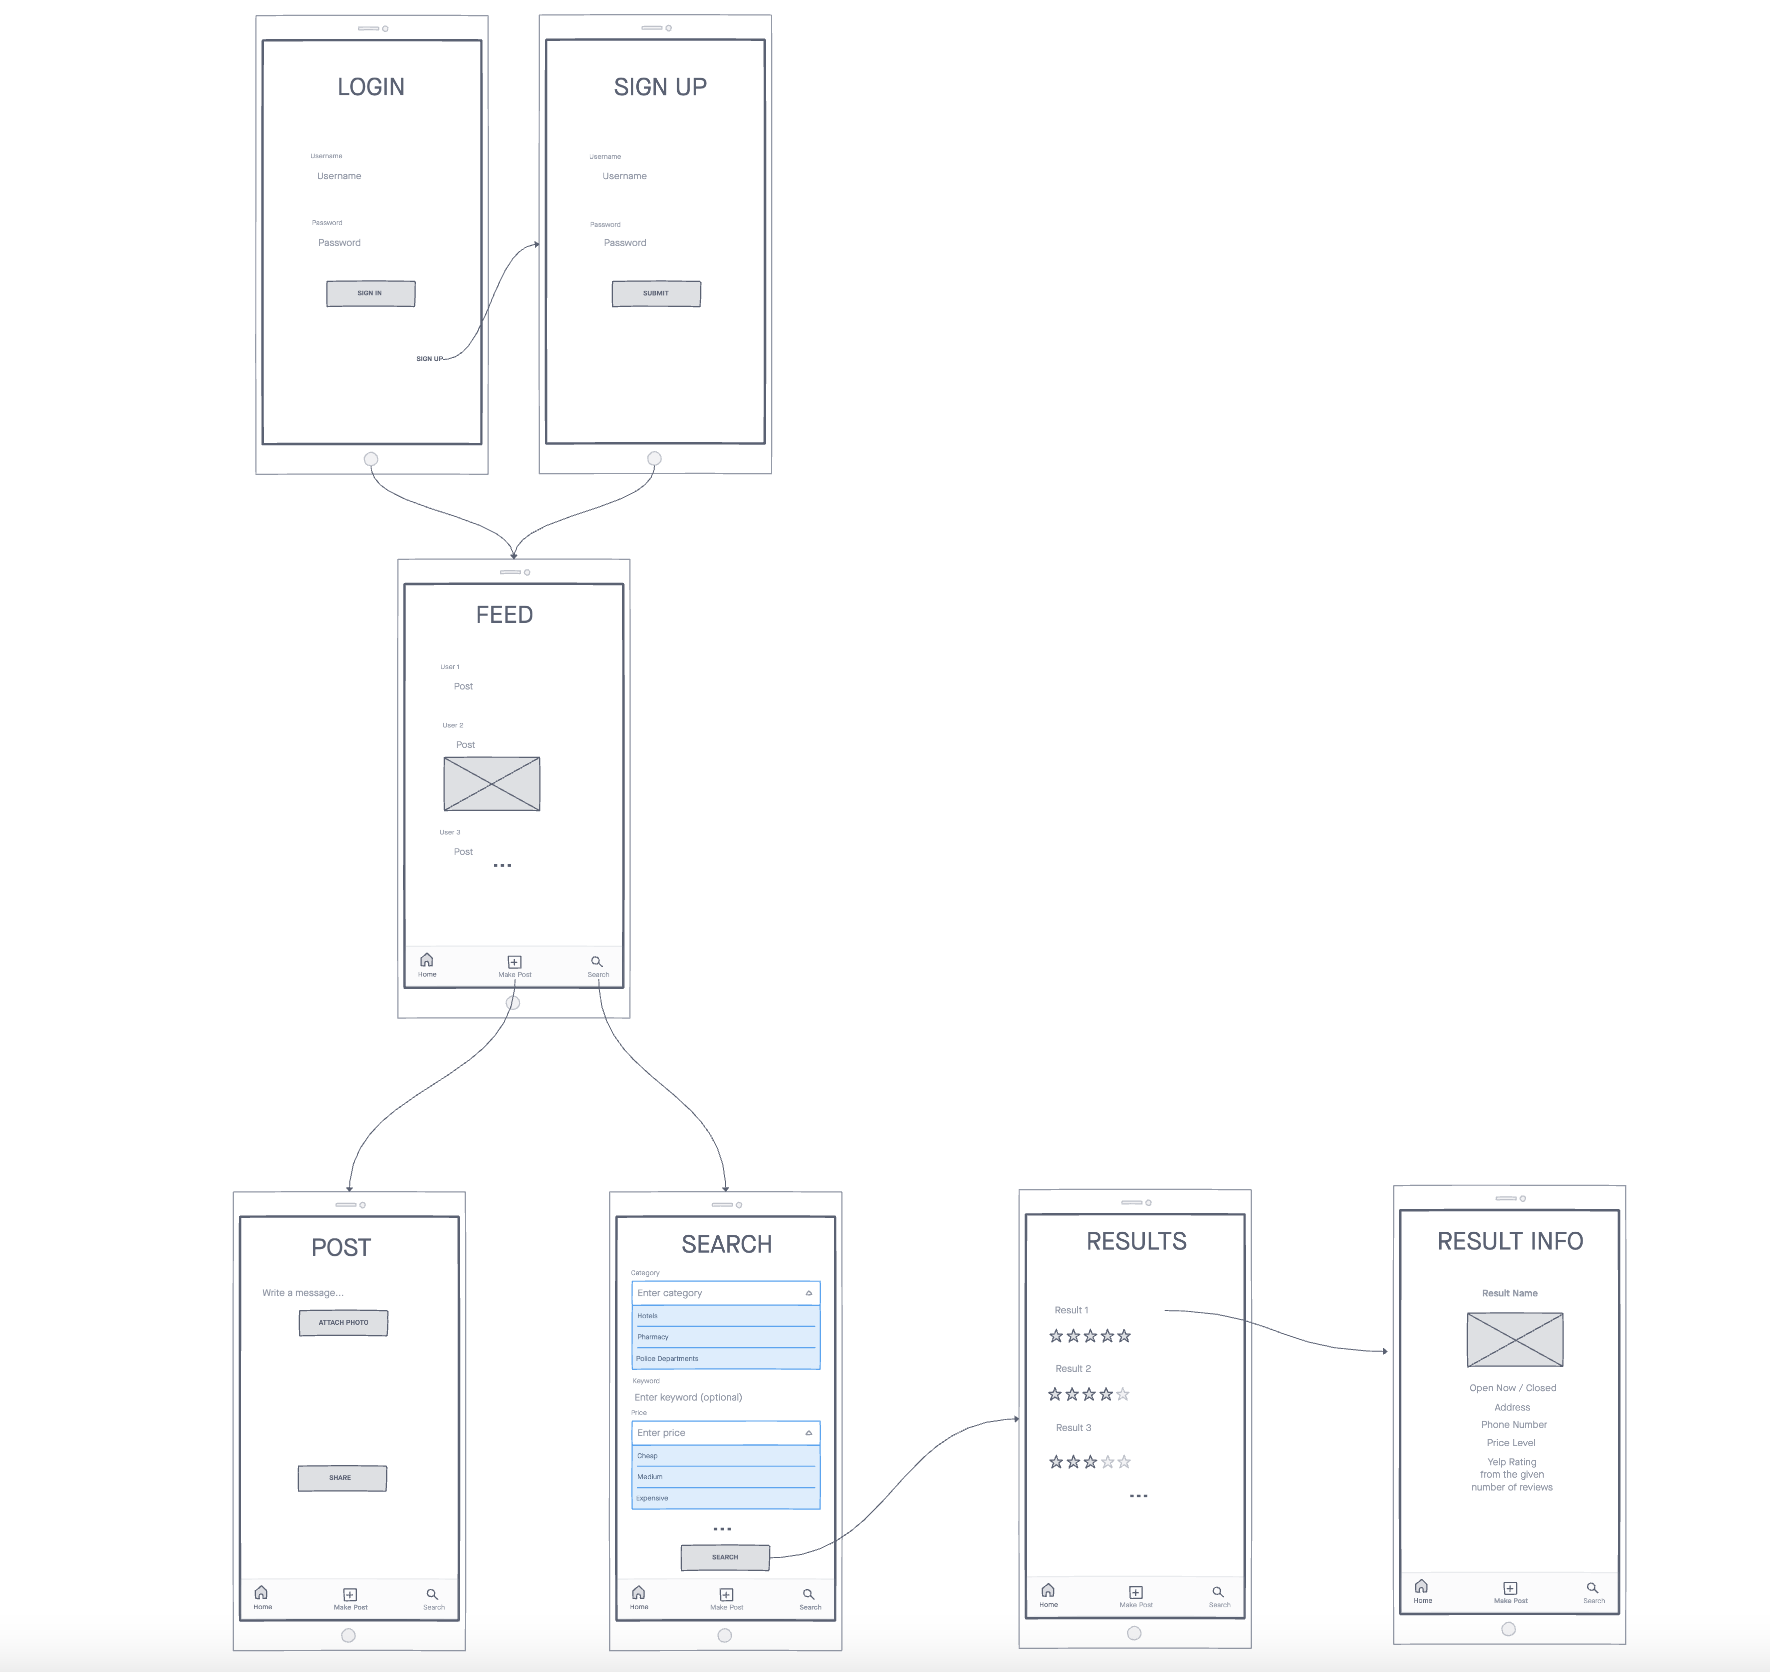 LOGIN
Username
Username
Password
Password
SIGN IN
SIGN UP
SIGN UP
Username
Username
Password
Password
SUBMIT
FEED
User 1
Post
User 2
Post
User 3
Post
...
Home
Make Post
Search
POST
Write a message...
ATTACH PHOTO
SHARE
Home
Make Post
Search
SEARCH
Category
Enter category
Hotels
Pharmacy
Police Departments
Keyword
Enter keyword (optional)
Price
Enter price
Cheap
Medium
Expensive
...
SEARCH
Home
Make Post
Search
RESULTS
Result 1
Result 2
Result 3
...
Home
Make Post
Search
RESULT INFO
Result Name
Open Now / Closed
Address
Phone Number
Price Level
Yelp Rating
from the given
number of reviews
Home
Make Post
Search